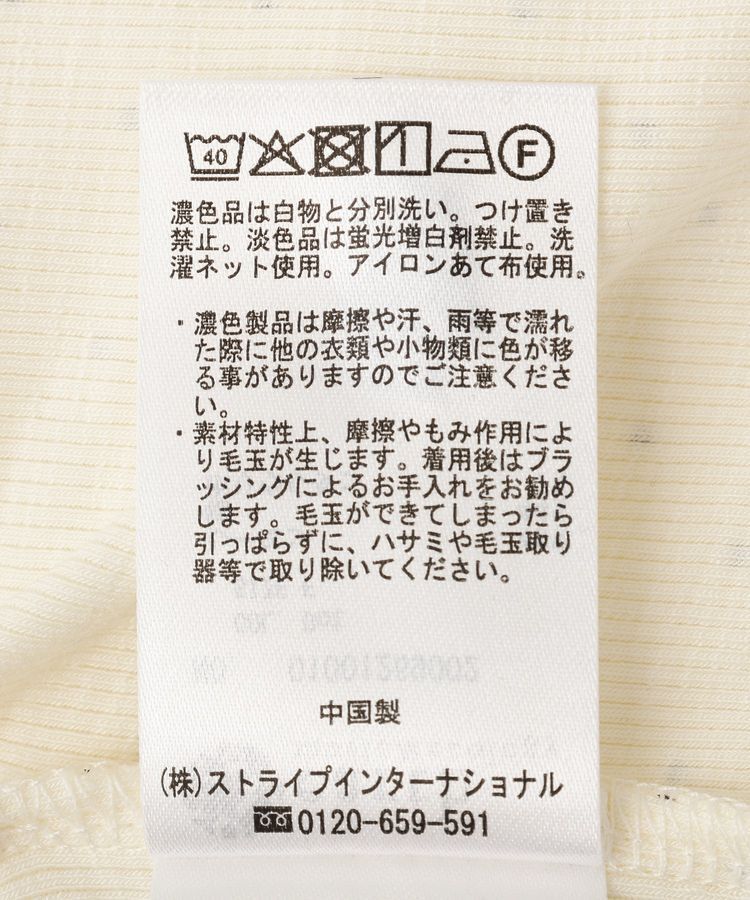 40 F
濃色品は白物と分別洗い。つけ置き
禁止。淡色品は蛍光増白剤禁止。洗
濯ネット使用。アイロンあて布使用。
・濃色製品は摩擦や汗、雨等で濡れ
た際に他の衣類や小物類に色が移
る事がありますのでご注意くださ
い。
・素材特性上、摩擦やもみ作用によ
り毛玉が生じます。着用後はブラ
ッシングによるお手入れをお勧め
します。毛玉ができてしまったら
引っぱらずに、ハサミや毛玉取り
器等で取り除いてください。
中国製
(株)ストライプインターナショナル
0120-659-591